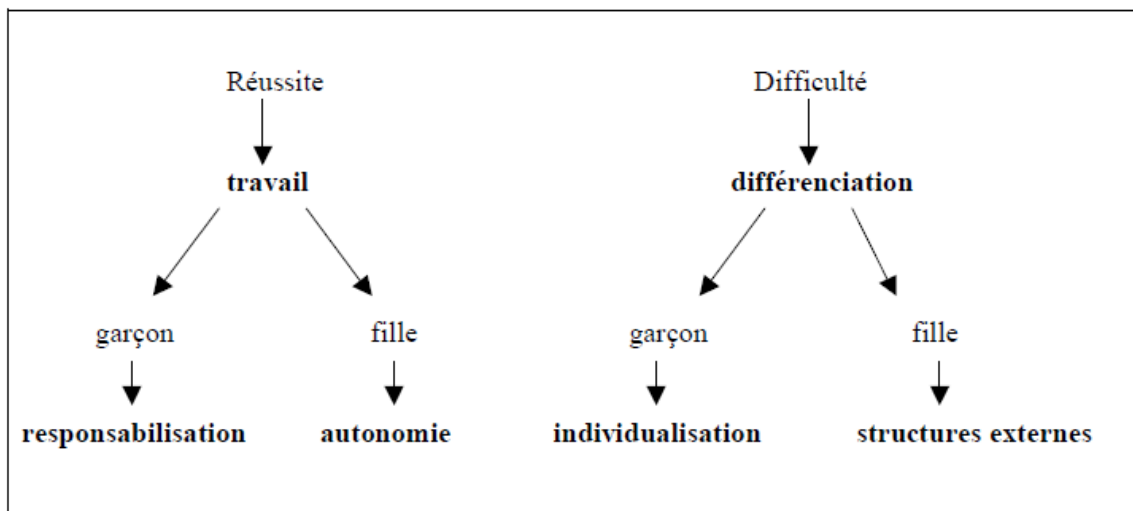 Réussite Difficulté
travail différenciation
garçon fille garçon fille
responsabilisation autonomie individualisation structures externes